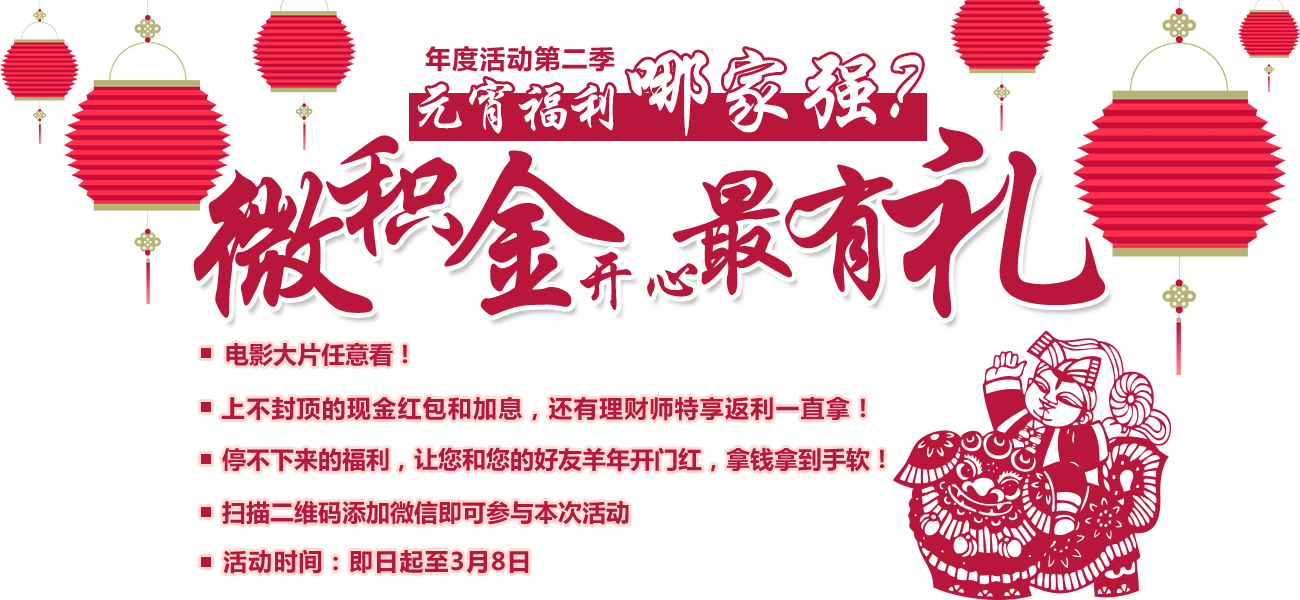 年度活动第二季
元宵福利哪家强?
微积金开心最有礼
电影大片任意看！
上不封顶的现金红包和加息，还有理财师特享返利一直拿！
停不下来的福利，让您和您的好友羊年开门红，拿钱拿到手软！
扫描二维码添加微信即可参与本次活动
活动时间：即日起至3月8日